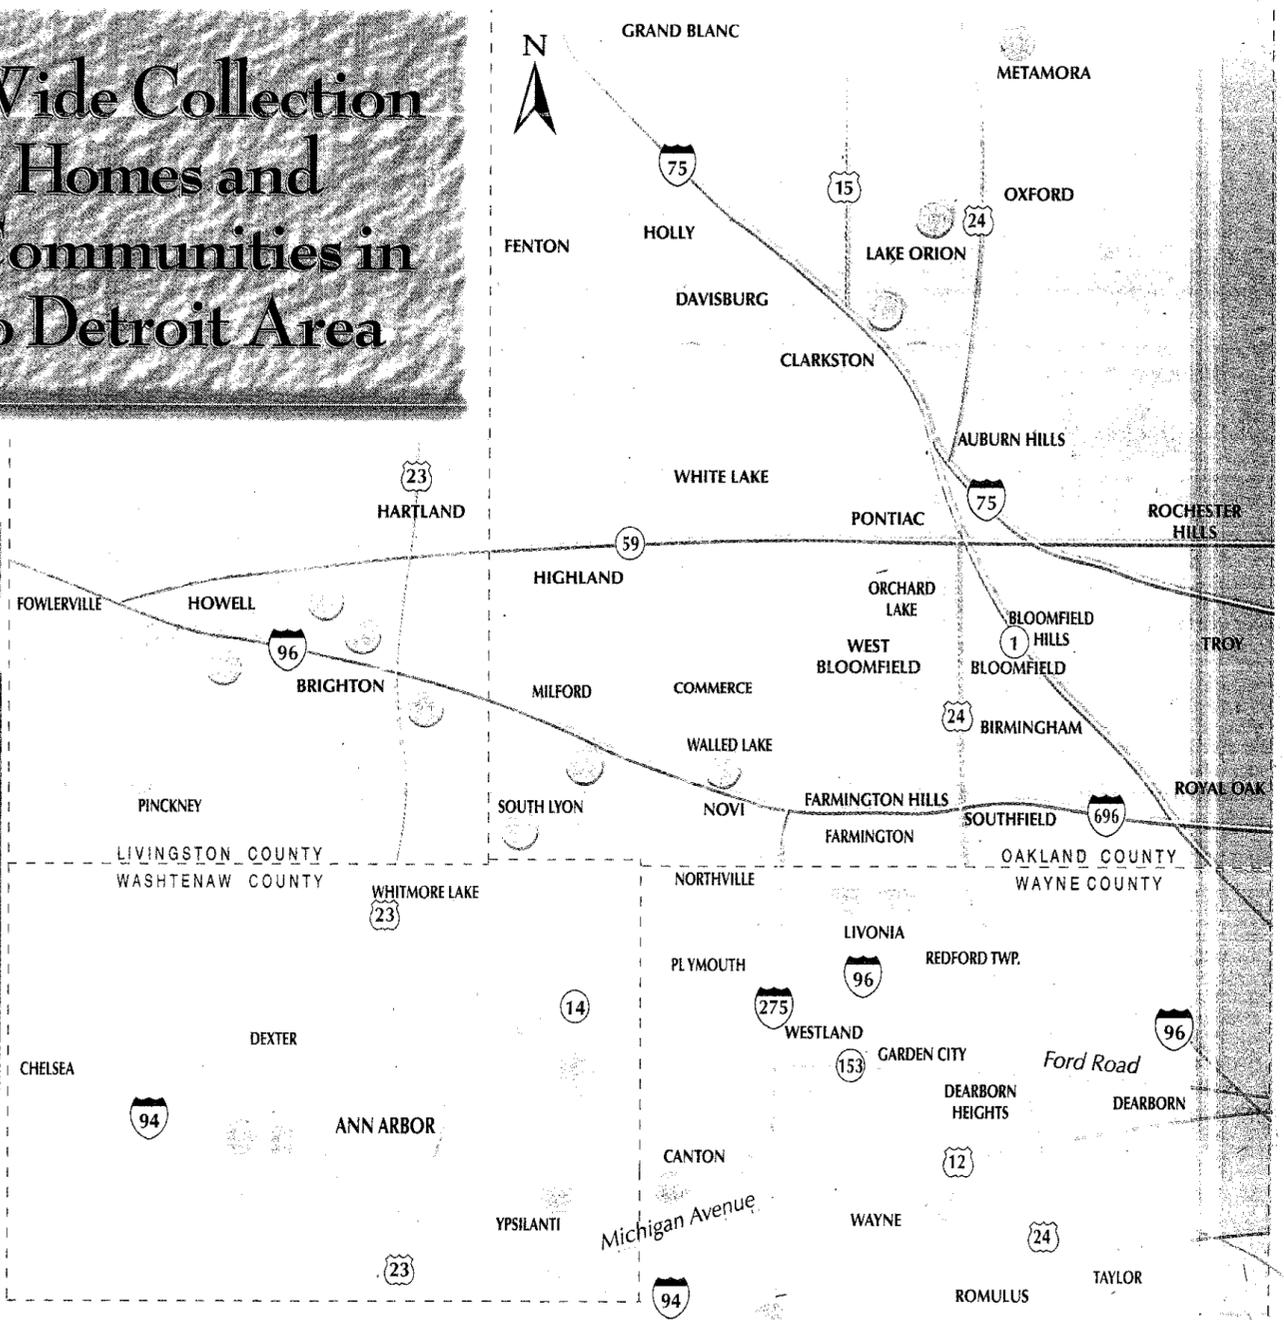 Wide Collection
Homes and
Communities in
o Detroit Area
N
GRAND BLANC
METAMORA
75
15
OXFORD
24
HOLLY
FENTON
LAKE ORION
DAVISBURG
CLARKSTON
AUBURN HILLS
23
WHITE LAKE
75
HARTLAND
PONTIAC
ROCHESTER
HILLS
59
HIGHLAND
ORCHARD
LAKE
FOWLERVILLE
HOWELL
BLOOMFIELD
HILLS
1
96
WEST
BLOOMFIELD
TROY
BLOOMFIELD
BRIGHTON
MILFORD
COMMERCE
24
BIRMINGHAM
WALLED LAKE
ROYAL OAK
PINCKNEY
SOUTH LYON
NOVI
FARMINGTON HILLS
SOUTHFIELD
696
FARMINGTON
LIVINGSTON COUNTY
OAKLAND COUNTY
WASHTENAW COUNTY
WAYNE COUNTY
NORTHVILLE
WHITMORE LAKE
23
LIVONIA
REDFORD TWP.
PLYMOUTH
96
14
275
WESTLAND
96
DEXTER
GARDEN CITY
153
Ford Road
CHELSEA
DEARBORN
HEIGHTS
DEARBORN
94
ANN ARBOR
CANTON
12
YPSILANTI
Michigan Avenue
WAYNE
24
23
TAYLOR
94
ROMULUS